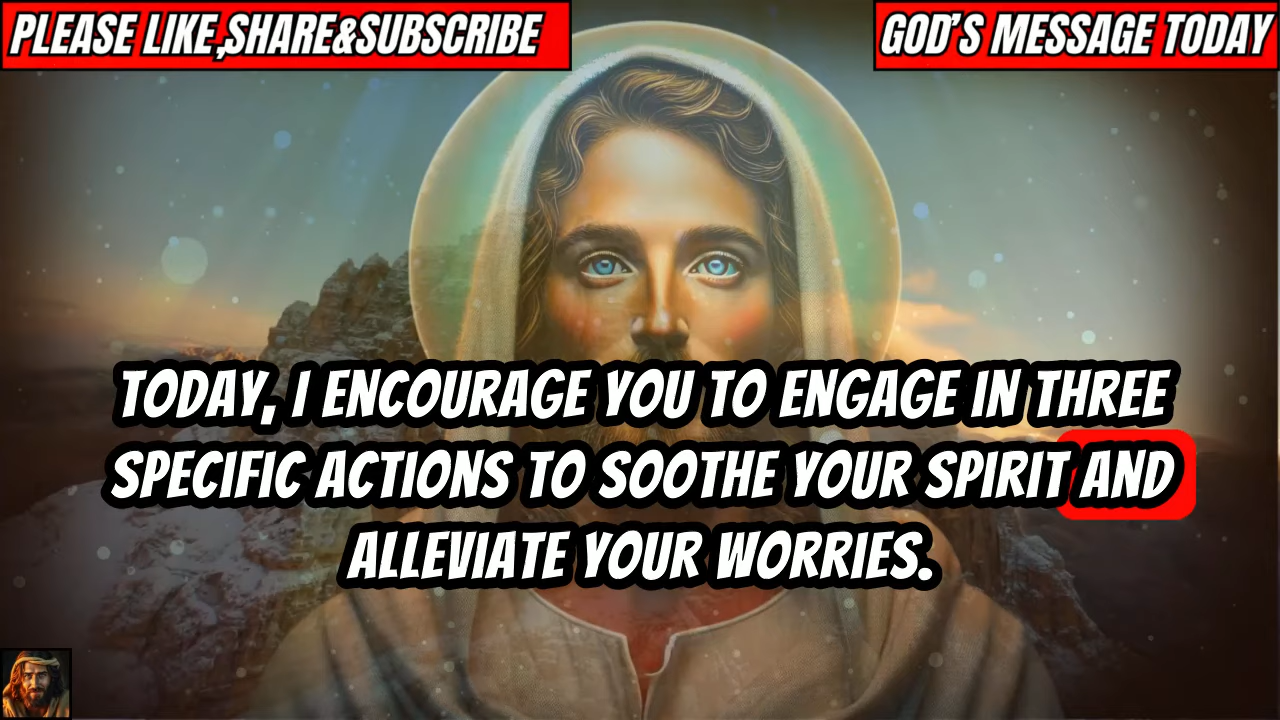 PLEASE LIKE,SHARE&SUBSCRIBE
GOD'S MESSAGE TODAY
TODAY, I ENCOURAGE YOU TO ENGAGE IN THREE
SPECIFIC ACTIONS TO SOOTHE YOUR SPIRIT AND
ALLEVIATE YOUR WORRIES.